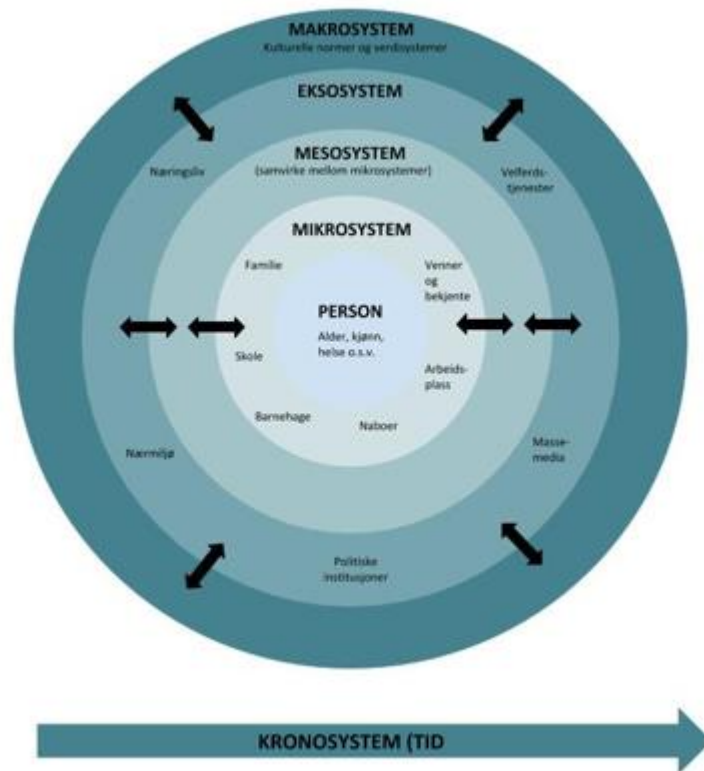 MAKROSYSTEM
Kulturelle normer og verdisystemer
EKSOSYSTEM
MESOSYSTEM
(samvirke mellom mikrosystemer)
Næringsliv
Velferds-
tjenester
MIKROSYSTEM
Familie
Venner
og
bekjente
PERSON
Alder, kjønn,
helse o.s.v.
Skole
Arbeids-
plass
Barnehage
Naboer
Nærmiljø
Masse-
media
Politiske
institusjoner
KRONOSYSTEM (TID